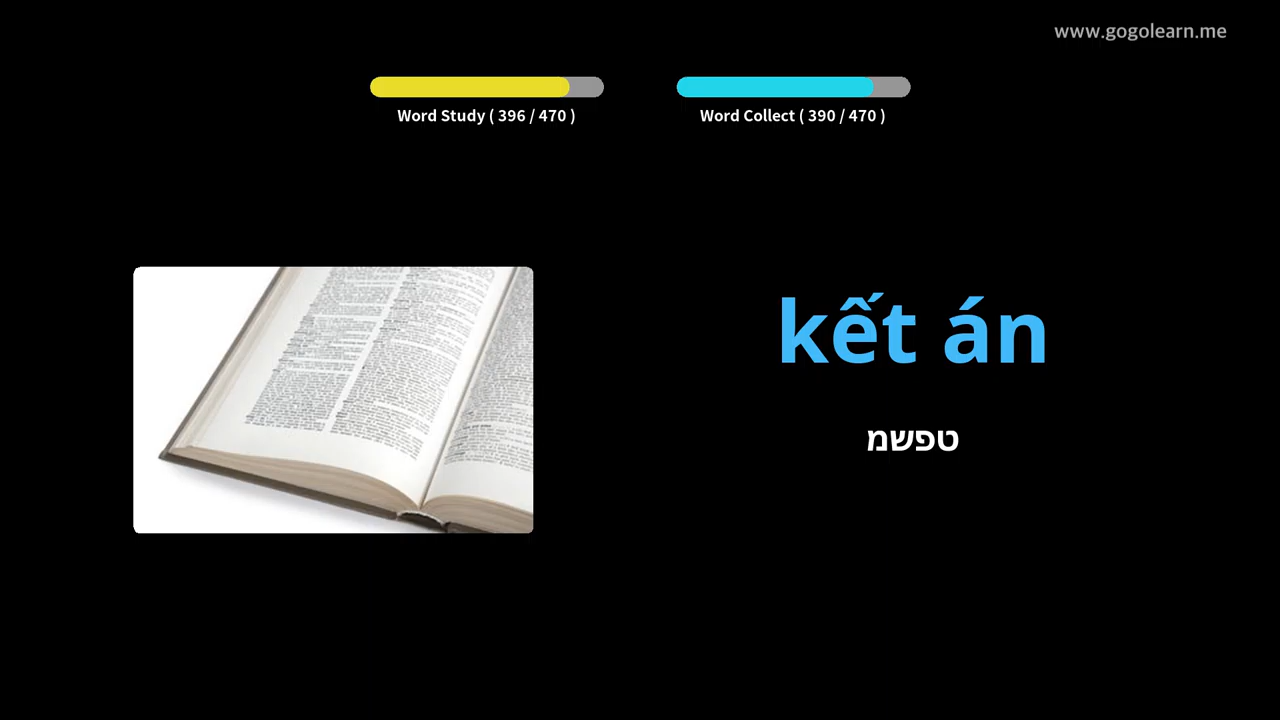 www.gogolearn.me
Word Study ( 396 / 470 )
Word Collect ( 390 / 470 )
kết án
טפשמ